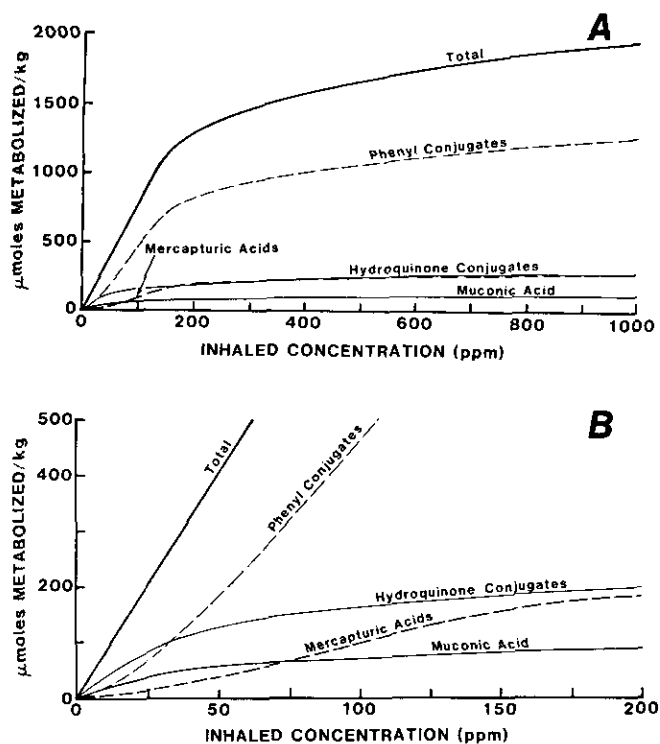 A
μmoles METABOLIZED/kg
2000
1500
1000
500
0
Total
Phenyl Conjugates
Mercapturic Acids
Hydroquinone Conjugates
Muconic Acid
0 200 400 600 800 1000
INHALED CONCENTRATION (ppm)
B
μmoles METABOLIZED/kg
500
400
200
0
Total
Phenyl Conjugates
Hydroquinone Conjugates
Mercapturic Acids
Muconic Acid
0 50 100 150 200
INHALED CONCENTRATION (ppm)